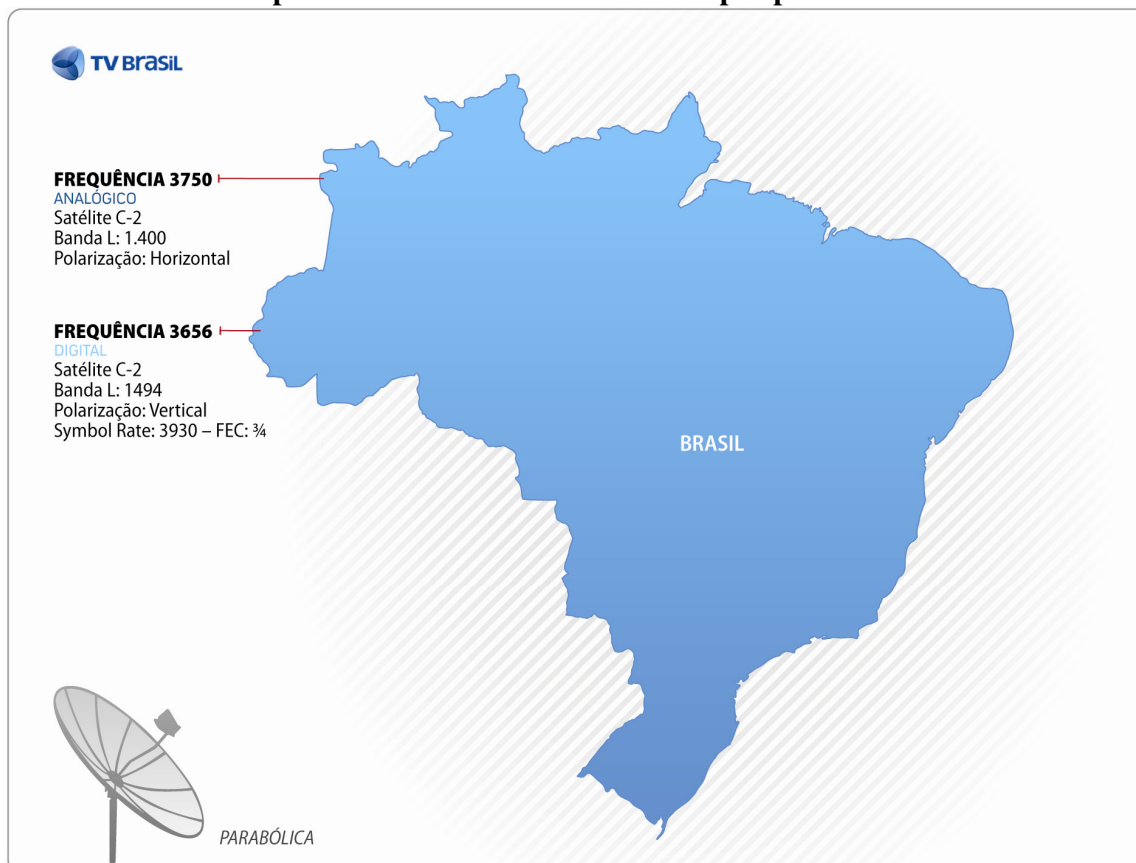 TV BRASIL
FREQUÊNCIA 3750
ANALÓGICO
Satélite C-2
Banda L: 1.400
Polarização: Horizontal
FREQUÊNCIA 3656
DIGITAL
Satélite C-2
Banda L: 1494
Polarização: Vertical
Symbol Rate: 3930 – FEC: ¾
BRASIL
PARABÓLICA